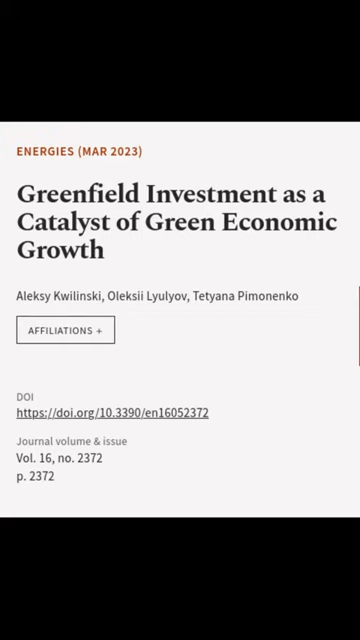 ENERGIES (MAR 2023)
Greenfield Investment as a
Catalyst of Green Economic
Growth
Aleksy Kwilinski, Oleksii Lyulyov, Tetyana Pimonenko
AFFILIATIONS +
DOI
https://doi.org/10.3390/en16052372
Journal volume & issue
Vol. 16, no. 2372
p. 2372